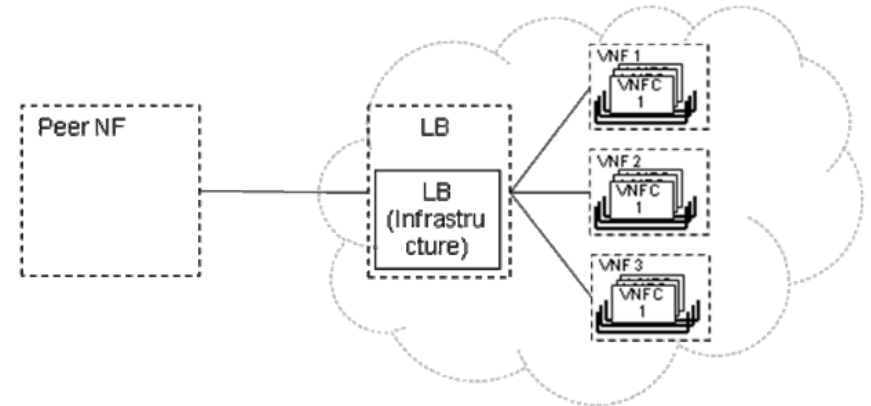 Peer NF
LB
LB
(Infrastru
cture)
VNF 1
VNFC
1
VNF 2
VNFC
1
VNF 3
VNFC
1